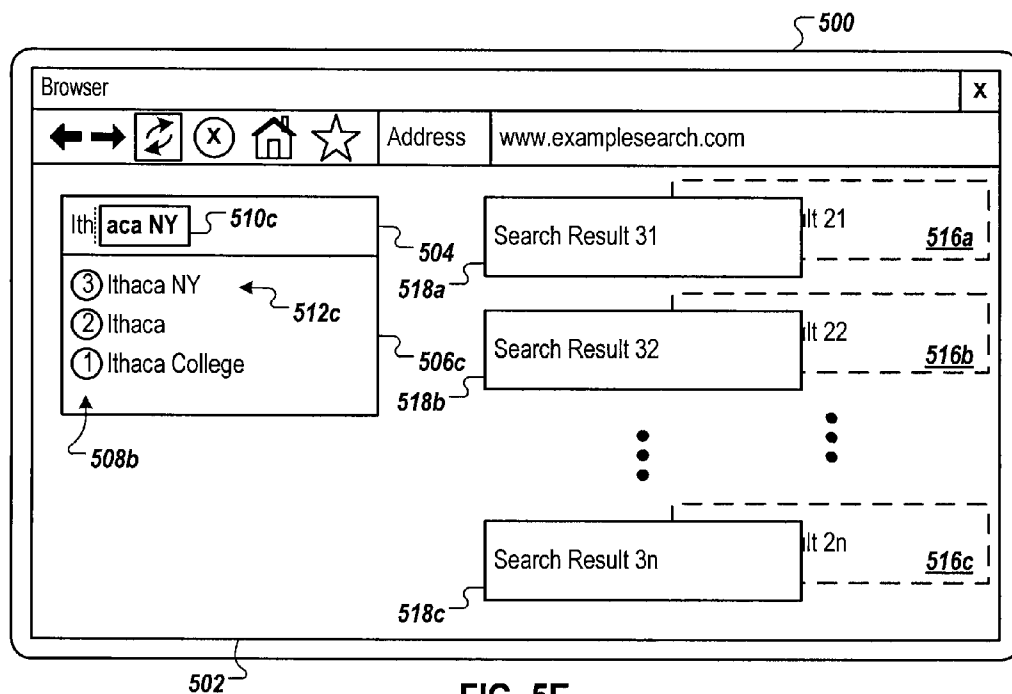 500
Browser
X
X
Address
www.examplesearch.com
Ith aca NY
510c
504
3 Ithaca NY
512c
2 Ithaca
506c
1 Ithaca College
508b
Search Result 31
lt 21
516a
518a
Search Result 32
lt 22
516b
518b
Search Result 3n
lt 2n
516c
518c
502